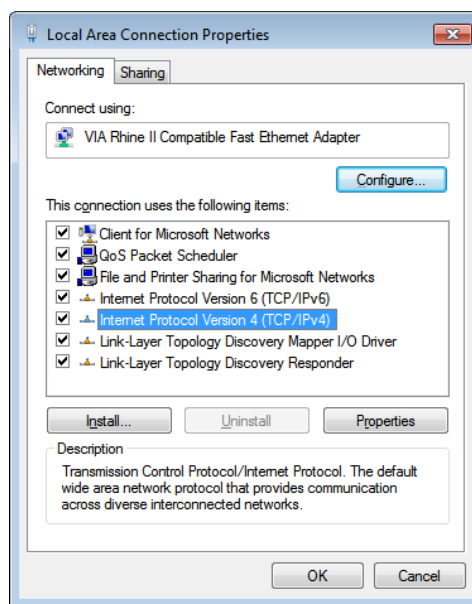 Local Area Connection Properties
Networking
Sharing
Connect using:
VIA Rhine II Compatible Fast Ethernet Adapter
Configure...
This connection uses the following items:
Client for Microsoft Networks
QoS Packet Scheduler
File and Printer Sharing for Microsoft Networks
Internet Protocol Version 6 (TCP/IPv6)
Internet Protocol Version 4 (TCP/IPv4)
Link-Layer Topology Discovery Mapper I/O Driver
Link-Layer Topology Discovery Responder
Install...
Uninstall
Properties
Description
Transmission Control Protocol/Internet Protocol. The default
wide area network protocol that provides communication
across diverse interconnected networks.
OK
Cancel